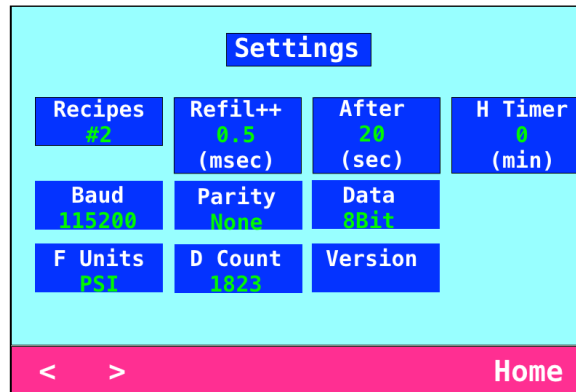 Settings
Recipes
#2
Refil++
0.5
(msec)
After
20
(sec)
H Timer
0
(min)
Baud
115200
Parity
None
Data
8Bit
F Units
PSI
D Count
1823
Version
< >
Home